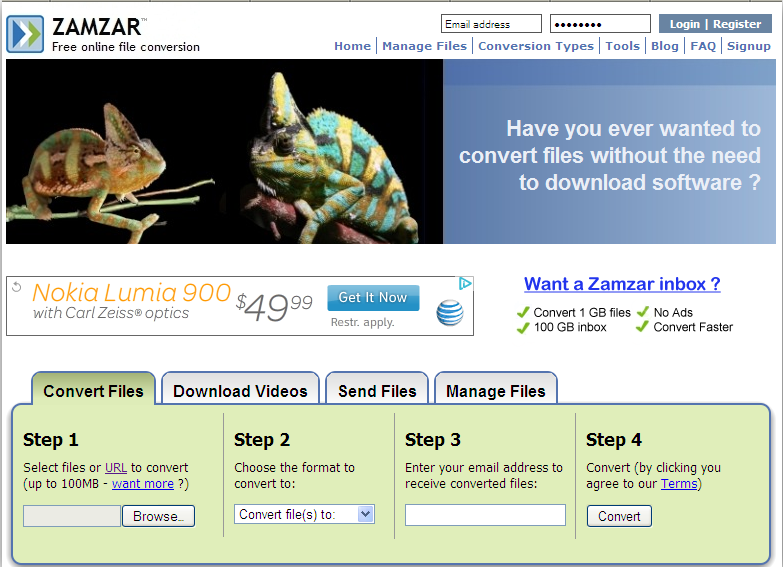 ZAMZAR™
Free online file conversion
Email address
Login | Register
Home | Manage Files | Conversion Types | Tools | Blog | FAQ | Signup
Have you ever wanted to
convert files without the need
to download software ?
Nokia Lumia 900
with Carl Zeiss® optics
$49.99
Get It Now
Restr. apply.
Want a Zamzar inbox ?
Convert 1 GB files
No Ads
100 GB inbox
Convert Faster
Convert Files
Download Videos
Send Files
Manage Files
Step 1
Select files or URL to convert
(up to 100MB - want more ?)
Browse...
Step 2
Choose the format to
convert to:
Convert file(s) to:
Step 3
Enter your email address to
receive converted files:
Step 4
Convert (by clicking you
agree to our Terms)
Convert